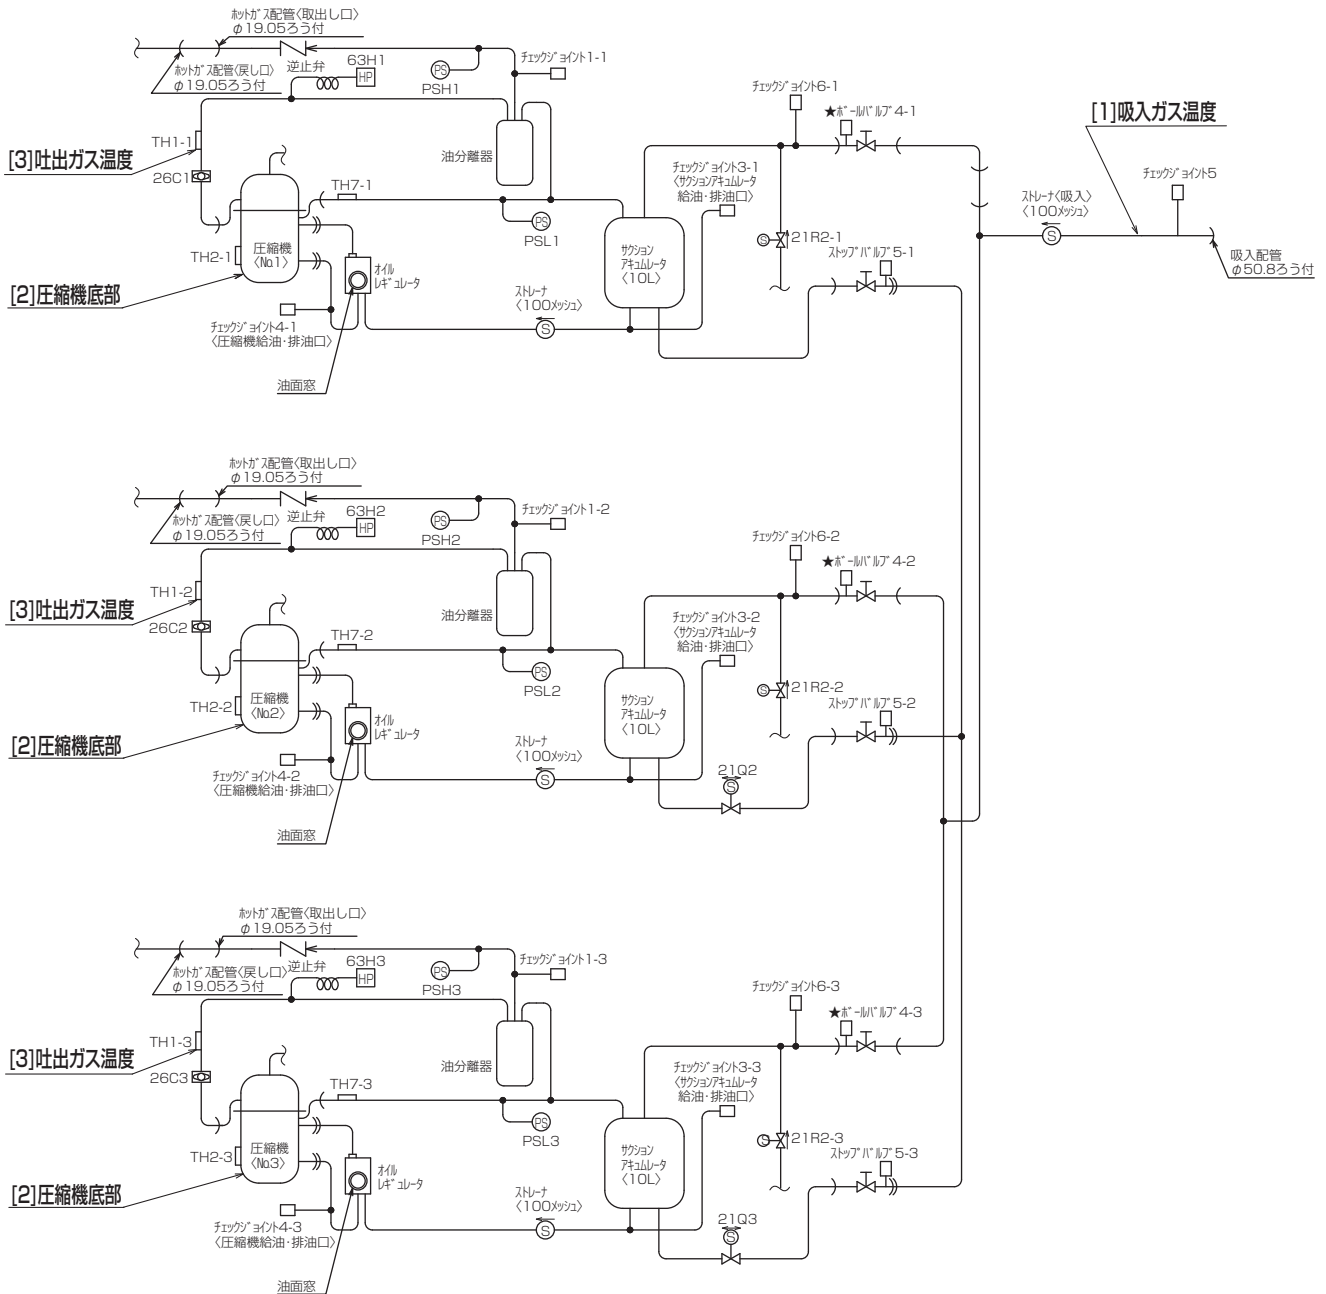 ホットガス配管〈取出し口〉
φ19.05ろう付
逆止弁
ホットガス配管〈戻し口〉
φ19.05ろう付
63H1
HP
PS
PSH1
チェックジョイント1-1
TH1-1
[3]吐出ガス温度
26C1
油分離器
TH7-1
PS
PSL1
圧縮機
〈No.1〉
TH2-1
[2]圧縮機底部
オイル
レギュレータ
チェックジョイント4-1
〈圧縮機給油・排油口〉
油面窓
ストレーナ
〈100メッシュ〉
S
サクション
アキュムレータ
〈10L〉
チェックジョイント3-1
〈サクションアキュムレータ
給油・排油口〉
チェックジョイント6-1
★ボールバルブ4-1
S
21R2-1
ストップバルブ5-1
[1]吸入ガス温度
チェックジョイント5
ストレーナ〈吸入〉
〈100メッシュ〉
S
吸入配管
φ50.8ろう付
ホットガス配管〈取出し口〉
φ19.05ろう付
逆止弁
ホットガス配管〈戻し口〉
φ19.05ろう付
63H2
HP
PS
PSH2
チェックジョイント1-2
TH1-2
[3]吐出ガス温度
26C2
油分離器
TH7-2
PS
PSL2
圧縮機
〈No.2〉
TH2-2
[2]圧縮機底部
オイル
レギュレータ
チェックジョイント4-2
〈圧縮機給油・排油口〉
油面窓
ストレーナ
〈100メッシュ〉
S
サクション
アキュムレータ
〈10L〉
チェックジョイント3-2
〈サクションアキュムレータ
給油・排油口〉
チェックジョイント6-2
★ボールバルブ4-2
S
21R2-2
ストップバルブ5-2
21Q2
S
ホットガス配管〈取出し口〉
φ19.05ろう付
逆止弁
ホットガス配管〈戻し口〉
φ19.05ろう付
63H3
HP
PS
PSH3
チェックジョイント1-3
TH1-3
[3]吐出ガス温度
26C3
油分離器
TH7-3
PS
PSL3
圧縮機
〈No.3〉
TH2-3
[2]圧縮機底部
オイル
レギュレータ
チェックジョイント4-3
〈圧縮機給油・排油口〉
油面窓
ストレーナ
〈100メッシュ〉
S
サクション
アキュムレータ
〈10L〉
チェックジョイント3-3
〈サクションアキュムレータ
給油・排油口〉
チェックジョイント6-3
★ボールバルブ4-3
S
21R2-3
ストップバルブ5-3
21Q3
S